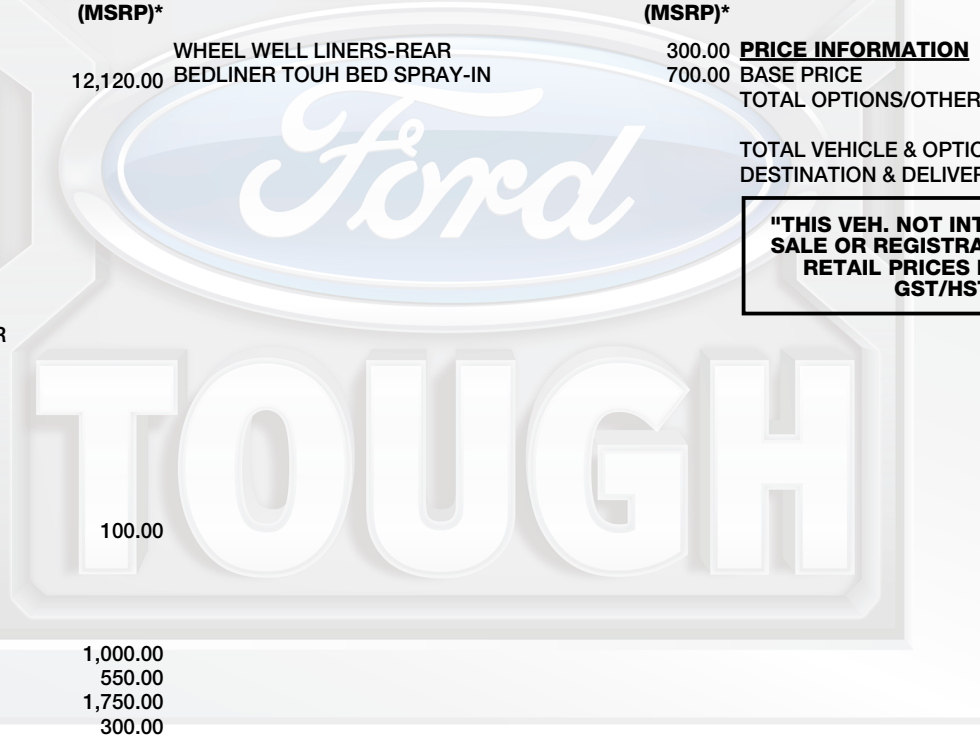 (MSRP)* (MSRP)*
WHEEL WELL LINERS-REAR 300.00 PRICE INFORMATION
12,120.00 BEDLINER TOUH BED SPRAY-IN 700.00 BASE PRICE
TOTAL OPTIONS/OTHER
TOTAL VEHICLE & OPTIO
DESTINATION & DELIVER
"THIS VEH. NOT INT
SALE OR REGISTRA
RETAIL PRICES
GST/HS
Ford
R
TOUGH
100.00
1,000.00
550.00
1,750.00
300.00